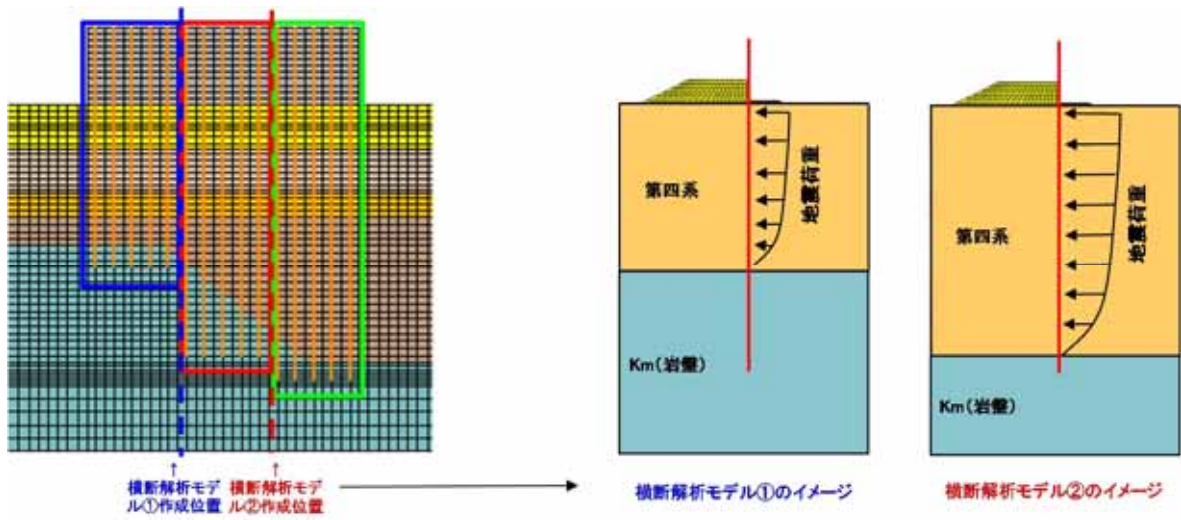 第四系
地震荷重
Km(岩盤)
第四系
地震荷重
Km(岩盤)
↑
横断解析モデ
ル①作成位置
↑
横断解析モデ
ル②作成位置
横断解析モデル①のイメージ
横断解析モデル②のイメージ